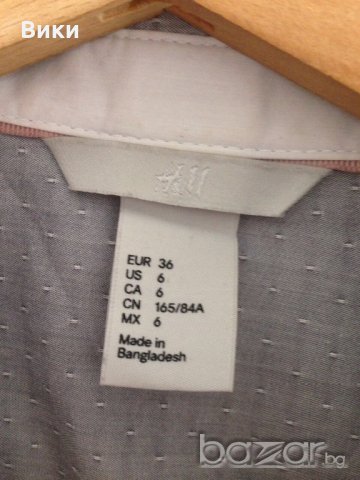 Вики
H&M
EUR 36
US 6
CA 6
CN 165/84A
MX 6
Made in
Bangladesh
bazar.bg